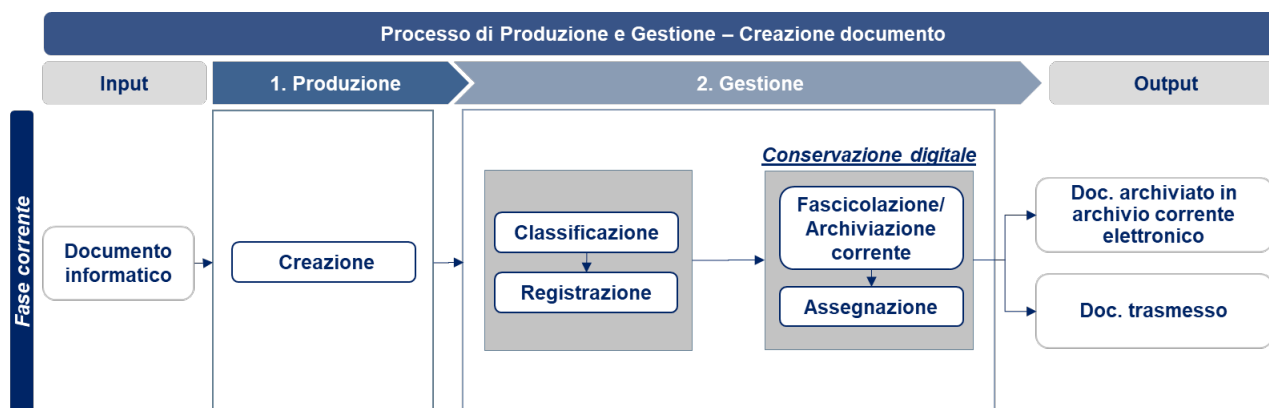 Processo di Produzione e Gestione – Creazione documento
Input
1. Produzione
2. Gestione
Output
Fase corrente
Documento
informatico
Creazione
Classificazione
Registrazione
Conservazione digitale
Fascicolazione/
Archiviazione
corrente
Assegnazione
Doc. archiviato in
archivio corrente
elettronico
Doc. trasmesso